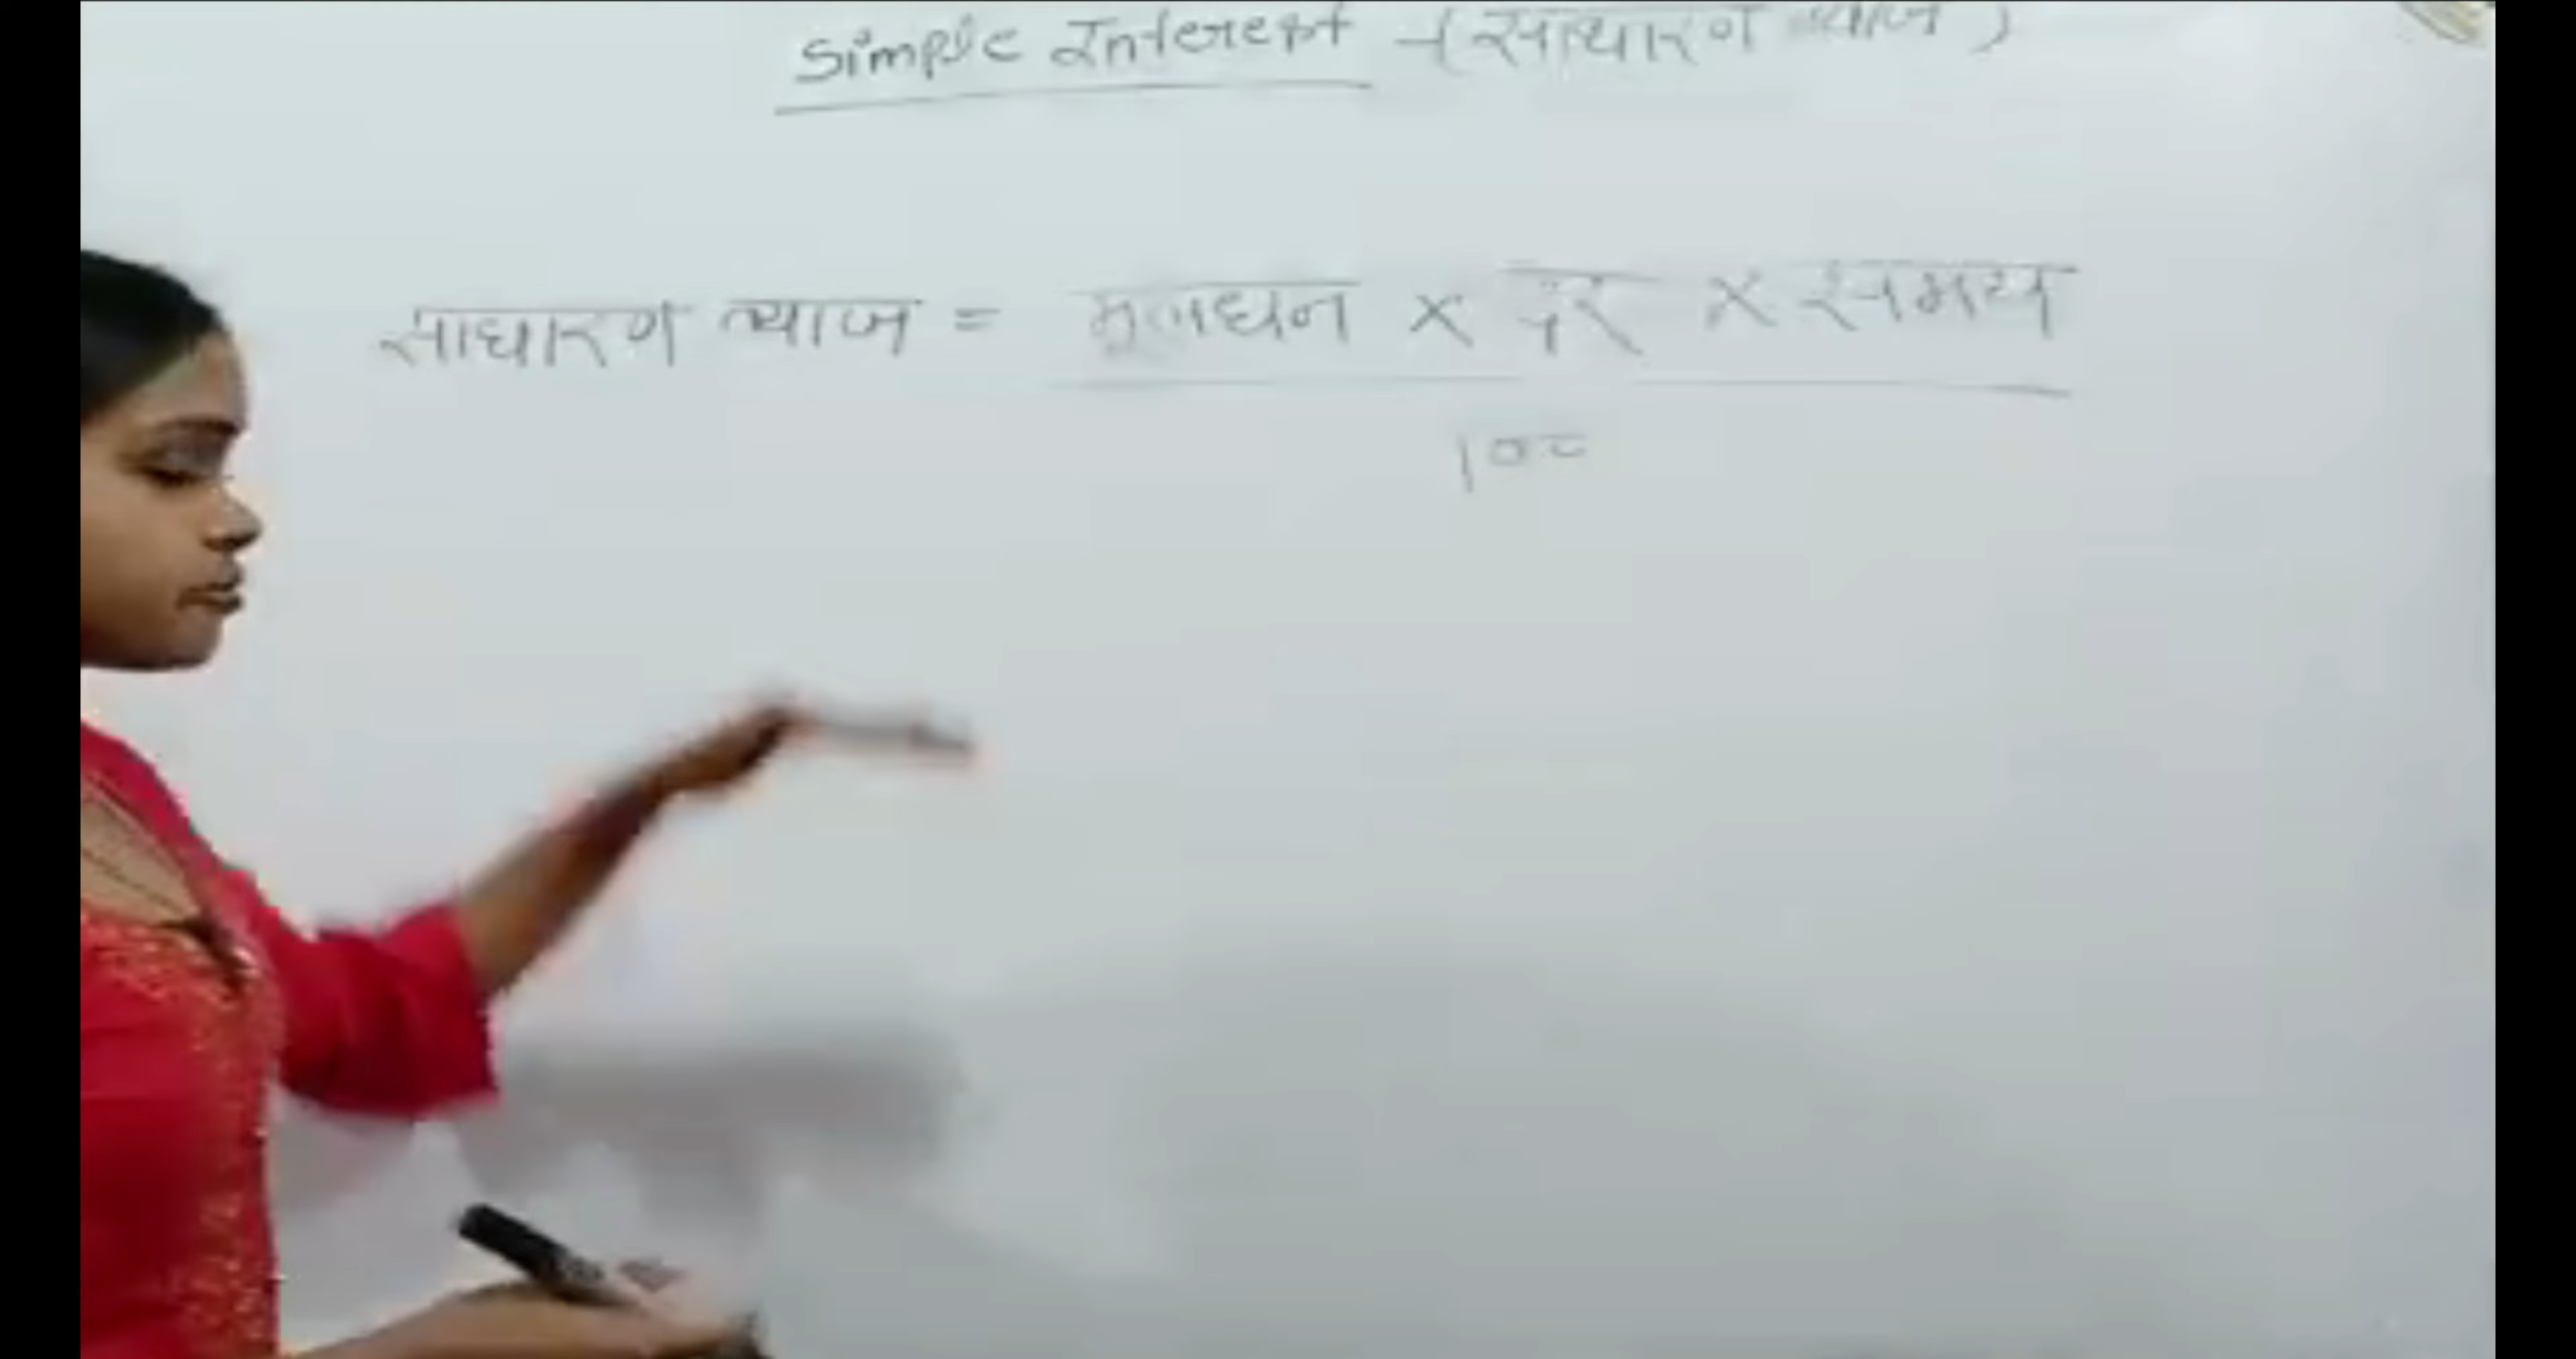 Simple Interest -(साधारण ब्याज)
साधारण ब्याज = मूलधन × दर × समय
100